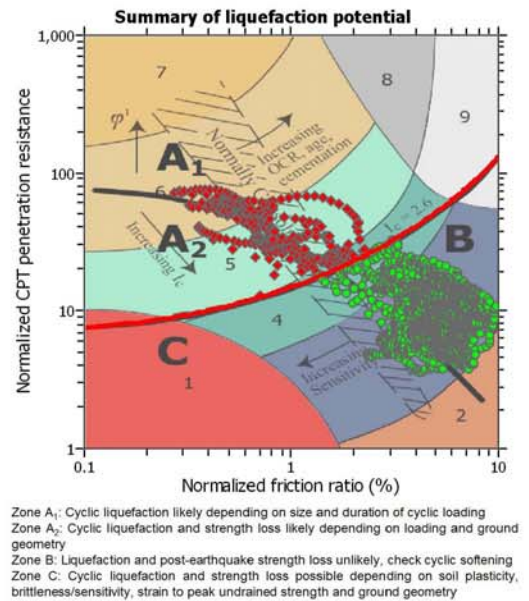 Summary of liquefaction potential
1,000
7
8
9
φ'
Normally
Increasing
OCR, age,
cementation
100
A1
6
A2
Increasing Ic
5
Ic = 2.6
B
Normalized CPT penetration resistance
10
4
C
1
Increasing
Sensitivity
2
1
0.1
1
10
Normalized friction ratio (%)
Zone A1: Cyclic liquefaction likely depending on size and duration of cyclic loading
Zone A2: Cyclic liquefaction and strength loss likely depending on loading and ground
geometry
Zone B: Liquefaction and post-earthquake strength loss unlikely, check cyclic softening
Zone C: Cyclic liquefaction and strength loss possible depending on soil plasticity,
brittleness/sensitivity, strain to peak undrained strength and ground geometry